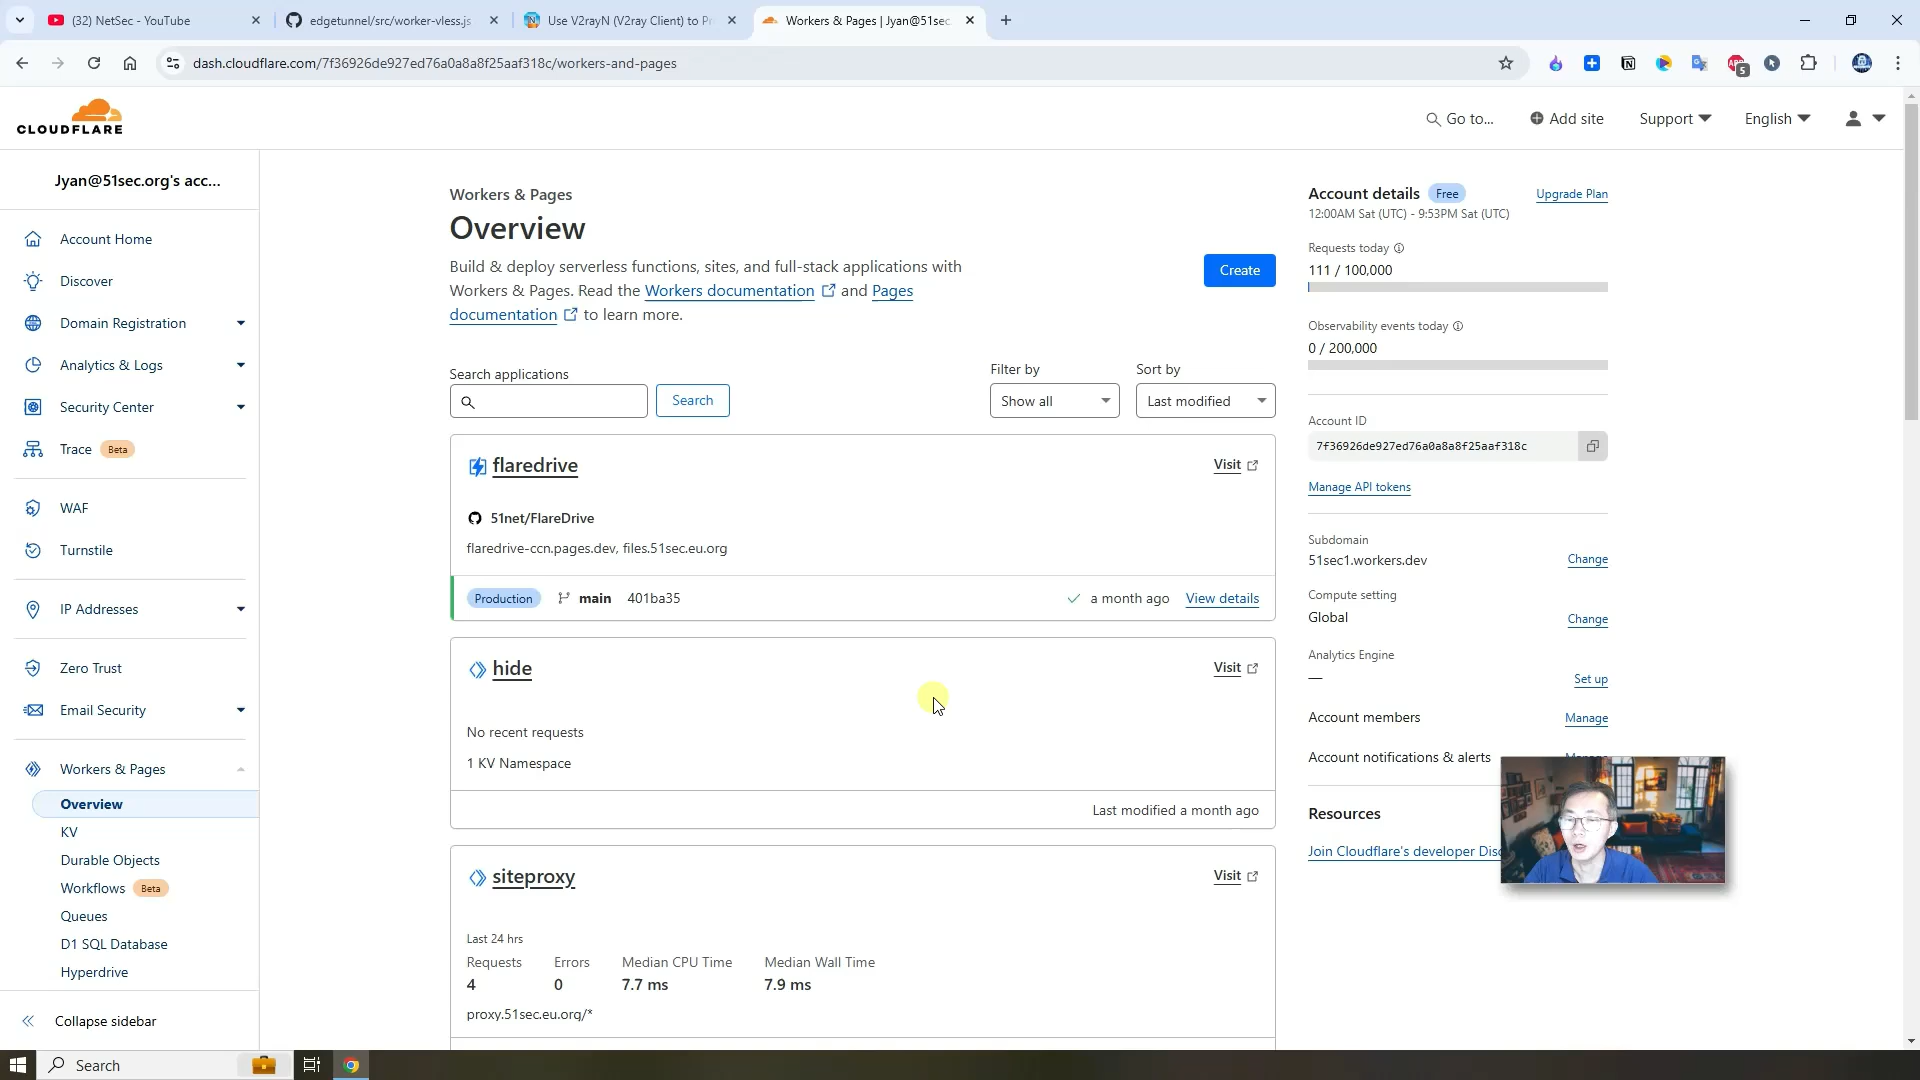 (32) NetSec - YouTube
edgetunnel/src/worker-vless.js
Use V2rayN (V2ray Client) to Pr
Workers & Pages | Jyan@51sec.
dash.cloudflare.com/7f36926de927ed76a0a8a8f25aaf318c/workers-and-pages
5
CLOUDFLARE
Go to...
Add site
Support
English
Jyan@51sec.org's acc...
Account Home
Discover
Domain Registration
Analytics & Logs
Security Center
Trace Beta
WAF
Turnstile
IP Addresses
Zero Trust
Email Security
Workers & Pages
Overview
KV
Durable Objects
Workflows Beta
Queues
D1 SQL Database
Hyperdrive
Collapse sidebar
Workers & Pages
Overview
Build & deploy serverless functions, sites, and full-stack applications with
Workers & Pages. Read the Workers documentation and Pages
documentation to learn more.
Create
Search applications
Search
Filter by
Show all
Sort by
Last modified
flaredrive
Visit
51net/FlareDrive
flaredrive-ccn.pages.dev, files.51sec.eu.org
Production main 401ba35
a month ago View details
hide
Visit
No recent requests
1 KV Namespace
Last modified a month ago
siteproxy
Visit
Last 24 hrs
Requests Errors Median CPU Time Median Wall Time
4 0 7.7 ms 7.9 ms
proxy.51sec.eu.org/*
Account details Free
Upgrade Plan
12:00AM Sat (UTC) - 9:53PM Sat (UTC)
Requests today
111 / 100,000
Observability events today
0 / 200,000
Account ID
7f36926de927ed76a0a8a8f25aaf318c
Manage API tokens
Subdomain
51sec1.workers.dev
Change
Compute setting
Global
Change
Analytics Engine
—
Set up
Account members
Manage
Account notifications & alerts
Resources
Join Cloudflare's developer
Search